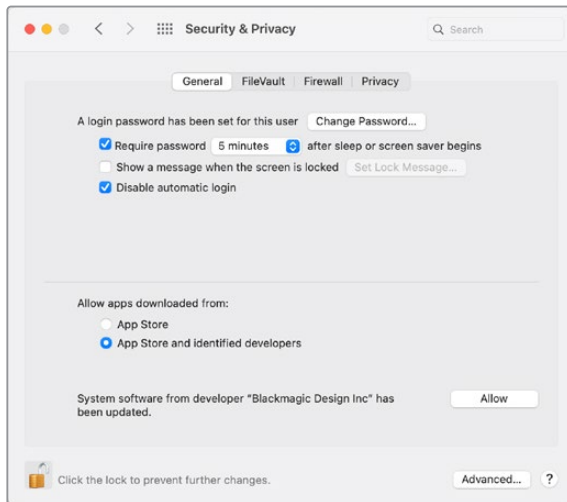 Security & Privacy
Search
General FileVault Firewall Privacy
A login password has been set for this user Change Password...
Require password 5 minutes after sleep or screen saver begins
Show a message when the screen is locked Set Lock Message...
Disable automatic login
Allow apps downloaded from:
App Store
App Store and identified developers
System software from developer "Blackmagic Design Inc" has Allow
been updated.
Click the lock to prevent further changes. Advanced... ?